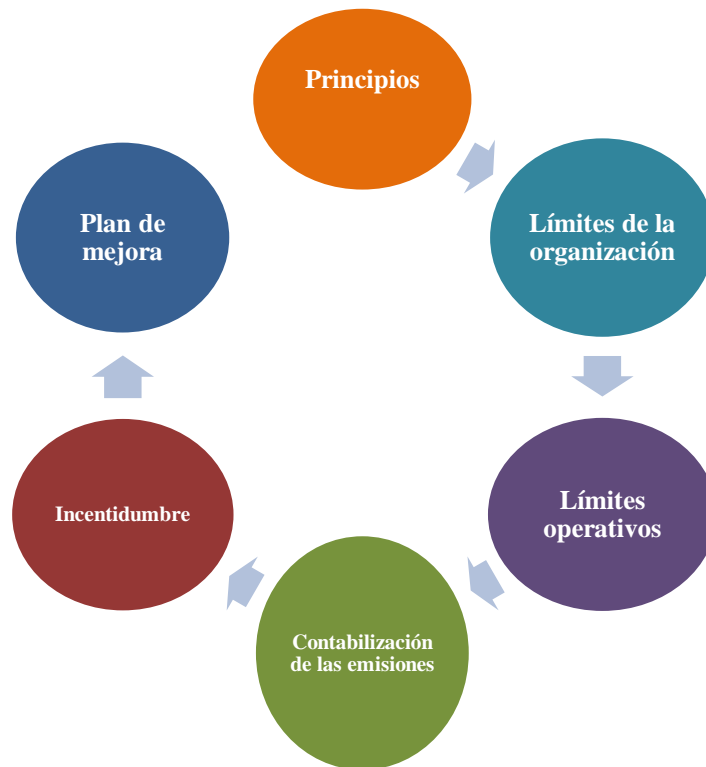 Principios
Límites de la
organización
Límites
operativos
Contabilización
de las emisiones
Incentidumbre
Plan de
mejora